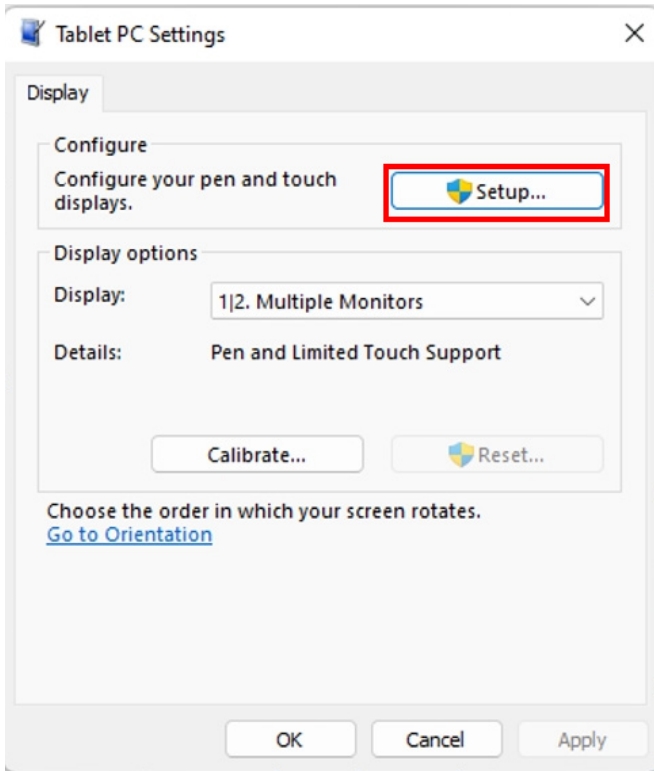 Tablet PC Settings
Display
Configure
Configure your pen and touch
displays.
Setup...
Display options
Display:
1|2. Multiple Monitors
Details:
Pen and Limited Touch Support
Calibrate...
Reset...
Choose the order in which your screen rotates.
Go to Orientation
OK
Cancel
Apply